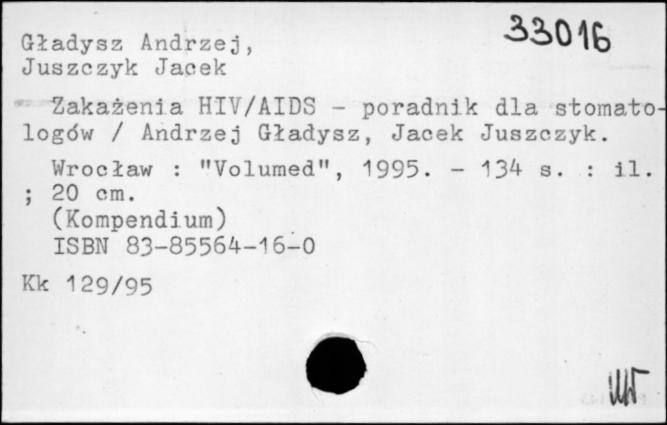 33016
Gładysz Andrzej,
Juszczyk Jacek
Zakażenia HIV/AIDS - poradnik dla stomato-
logów / Andrzej Gładysz, Jacek Juszczyk.
Wrocław : "Volumed", 1995. - 134 s. : il.
; 20 cm.
(Kompendium)
ISBN 83-85564-16-0
Kk 129/95